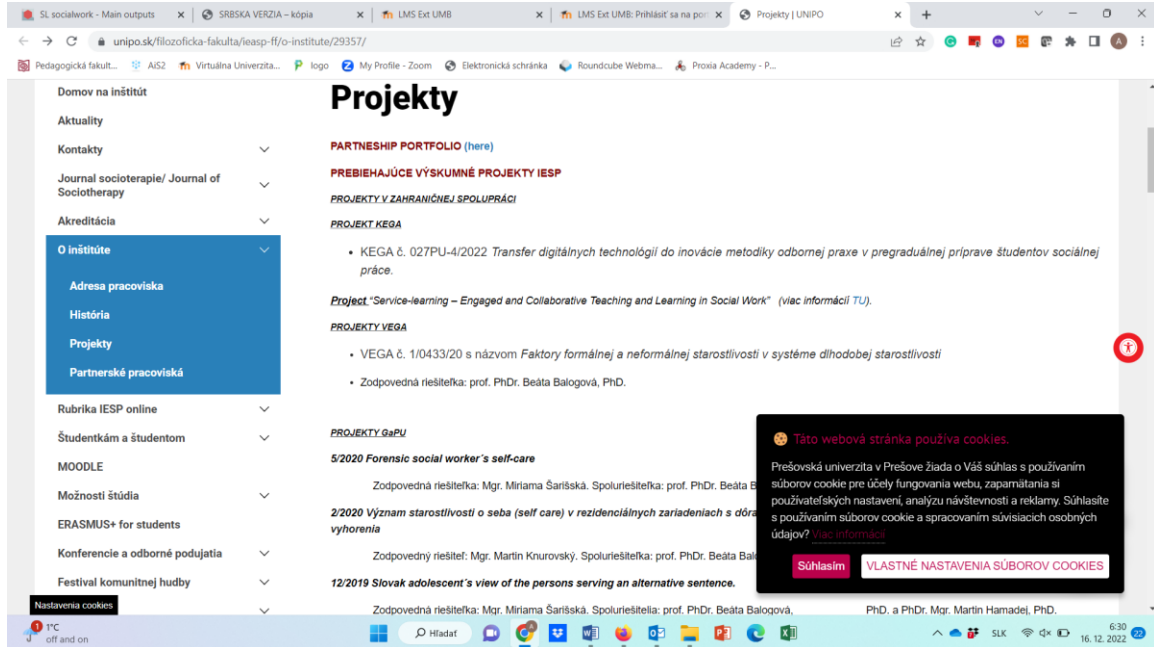 SL socialwork - Main outputs
SRBSKA VERZIA – kópia
LMS Ext UMB
LMS Ext UMB: Prihlásiť sa na por
Projekty | UNIPO
unipo.sk/filozoficka-fakulta/ieasp-ff/o-institute/29357/
Pedagogická fakult...
AiS2
Virtuálna Univerzita...
logo
My Profile - Zoom
Elektronická schránka
Roundcube Webma...
Proxia Academy - P...
Domov na inštitút
Aktuality
Kontakty
Journal socioterapie/ Journal of
Sociotherapy
Akreditácia
O inštitúte
Adresa pracoviska
História
Projekty
Partnerské pracoviská
Rubrika IESP online
Študentkám a študentom
MOODLE
Možnosti štúdia
ERASMUS+ for students
Konferencie a odborné podujatia
Festival komunitnej hudby
Nastavenia cookies
Projekty
PARTNESHIP PORTFOLIO (here)
PREBIEHAJÚCE VÝSKUMNÉ PROJEKTY IESP
PROJEKTY V ZAHRANIČNEJ SPOLUPRÁCI
PROJEKT KEGA
• KEGA č. 027PU-4/2022 Transfer digitálnych technológií do inovácie metodiky odbornej praxe v pregraduálnej príprave študentov sociálnej
práce.
Project "Service-learning – Engaged and Collaborative Teaching and Learning in Social Work" (viac informácií TU).
PROJEKTY VEGA
• VEGA č. 1/0433/20 s názvom Faktory formálnej a neformálnej starostlivosti v systéme dlhodobej starostlivosti
• Zodpovedná riešiteľka: prof. PhDr. Beáta Balogová, PhD.
PROJEKTY GaPU
5/2020 Forensic social worker´s self-care
Zodpovedná riešiteľka: Mgr. Miriama Šarišská. Spoluriešiteľka: prof. PhDr. Beáta B
2/2020 Význam starostlivosti o seba (self care) v rezidenciálnych zariadeniach s dôra
vyhorenia
Zodpovedný riešiteľ: Mgr. Martin Knurovský. Spoluriešiteľka: prof. PhDr. Beáta Balo
12/2019 Slovak adolescent´s view of the persons serving an alternative sentence.
Zodpovedná riešiteľka: Mgr. Miriama Šarišská. Spoluriešitelia: prof. PhDr. Beáta Balogová, PhD. a PhDr. Mgr. Martin Hamadej, PhD.
Táto webová stránka používa cookies.
Prešovská univerzita v Prešove žiada o Váš súhlas s používaním
súborov cookie pre účely fungovania webu, zapamätania si
používateľských nastavení, analýzu návštevnosti a reklamy. Súhlasíte
s používaním súborov cookie a spracovaním súvisiacich osobných
údajov? Viac informácií
Súhlasím
VLASTNÉ NASTAVENIA SÚBOROV COOKIES
1
1°C
off and on
Hľadať
SLK
6:30
16. 12. 2022
22